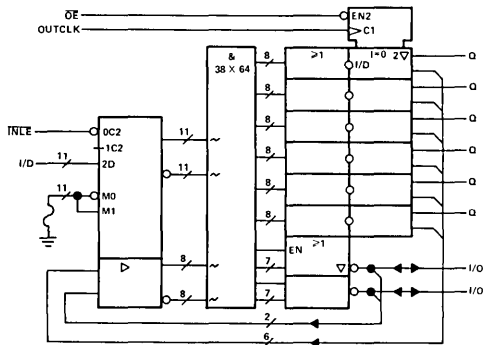 OE
EN2
OUTCLK
C1
&
38 X 64
8
≥1
I/D
I=0
2▽
Q
8
Q
8
Q
8
Q
8
Q
8
Q
INLE
0C2
1C2
I/D
11
2D
11
M0
M1
11
~
11
~
EN
≥1
▷
8
~
7
▽
I/O
8
~
7
I/O
2
6